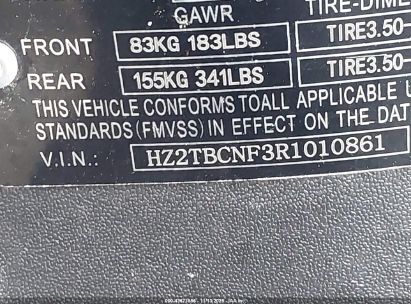 GAWR TIRE-DIME
FRONT 83KG 183LBS TIRE3.50-
REAR 155KG 341LBS TIRE3.50-
THIS VEHICLE CONFORMS TOALL APPLICABLE
STANDARDS (FMVSS) IN EFFECT ON THE DAT
V.I.N.: HZ2TBCNF3R1010861